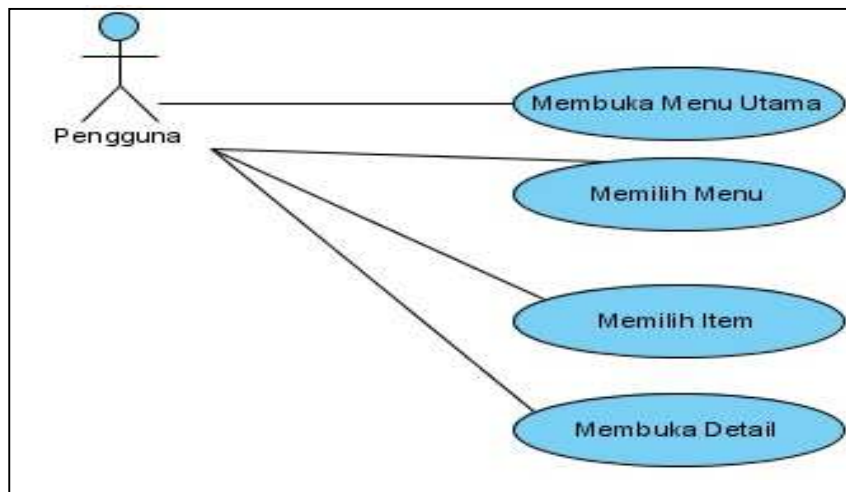 Pengguna
Membuka Menu Utama
Memilih Menu
Memilih Item
Membuka Detail